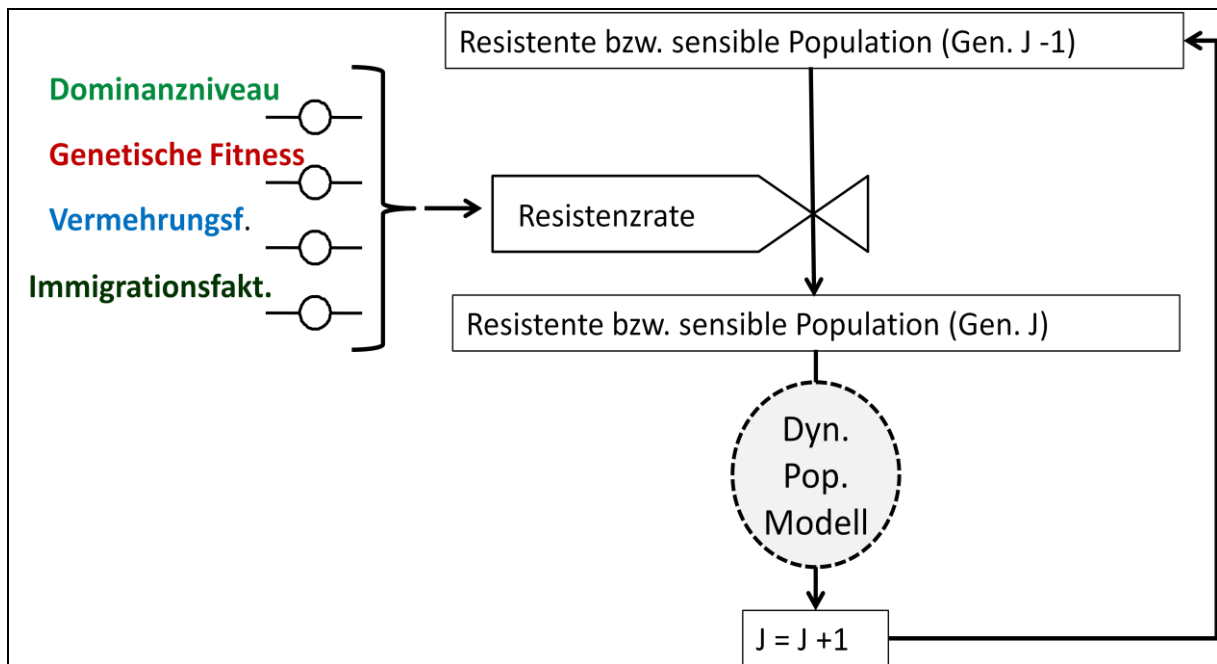 Resistente bzw. sensible Population (Gen. J -1)
Dominanzniveau
Genetische Fitness
Vermehrungsf.
Immigrationsfakt.
Resistenzrate
Resistente bzw. sensible Population (Gen. J)
Dyn.
Pop.
Modell
J = J +1